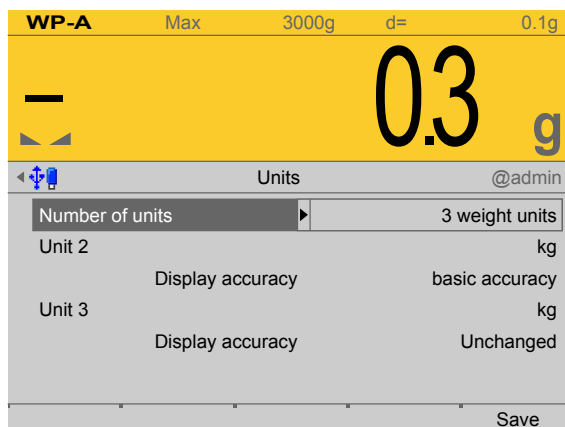 WP-A Max 3000g d= 0.1g
– 0.3 g
Units @admin
Number of units 3 weight units
Unit 2 kg
Display accuracy basic accuracy
Unit 3 kg
Display accuracy Unchanged
Save